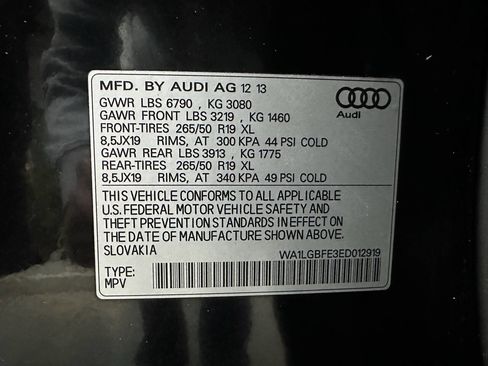 MFD. BY AUDI AG 12 13
GVWR LBS 6790 , KG 3080
GAWR FRONT LBS 3219 , KG 1460
FRONT-TIRES 265/50 R19 XL
8,5JX19 RIMS, AT 300 KPA 44 PSI COLD
GAWR REAR LBS 3913 , KG 1775
REAR-TIRES 265/50 R19 XL
8,5JX19 RIMS, AT 340 KPA 49 PSI COLD
Audi
THIS VEHICLE CONFORMS TO ALL APPLICABLE
U.S. FEDERAL MOTOR VEHICLE SAFETY AND
THEFT PREVENTION STANDARDS IN EFFECT ON
THE DATE OF MANUFACTURE SHOWN ABOVE.
SLOVAKIA
WA1LGBFE3ED012919
TYPE:
MPV